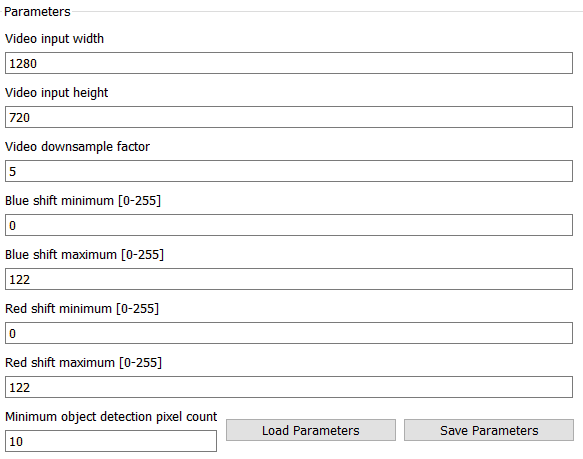 Parameters
Video input width
1280
Video input height
720
Video downsample factor
5
Blue shift minimum [0-255]
0
Blue shift maximum [0-255]
122
Red shift minimum [0-255]
0
Red shift maximum [0-255]
122
Minimum object detection pixel count
10
Load Parameters
Save Parameters